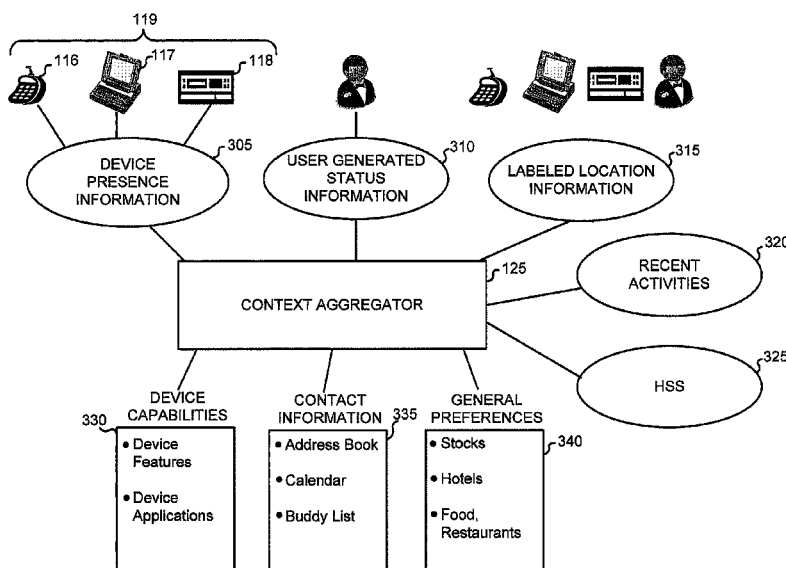 119
116
117
118
DEVICE
PRESENCE
INFORMATION
305
USER GENERATED
STATUS
INFORMATION
310
LABELED LOCATION
INFORMATION
315
CONTEXT AGGREGATOR
125
RECENT
ACTIVITIES
320
HSS
325
DEVICE
CAPABILITIES
330
• Device
Features
• Device
Applications
CONTACT
INFORMATION
335
• Address Book
• Calendar
• Buddy List
GENERAL
PREFERENCES
340
• Stocks
• Hotels
• Food,
Restaurants